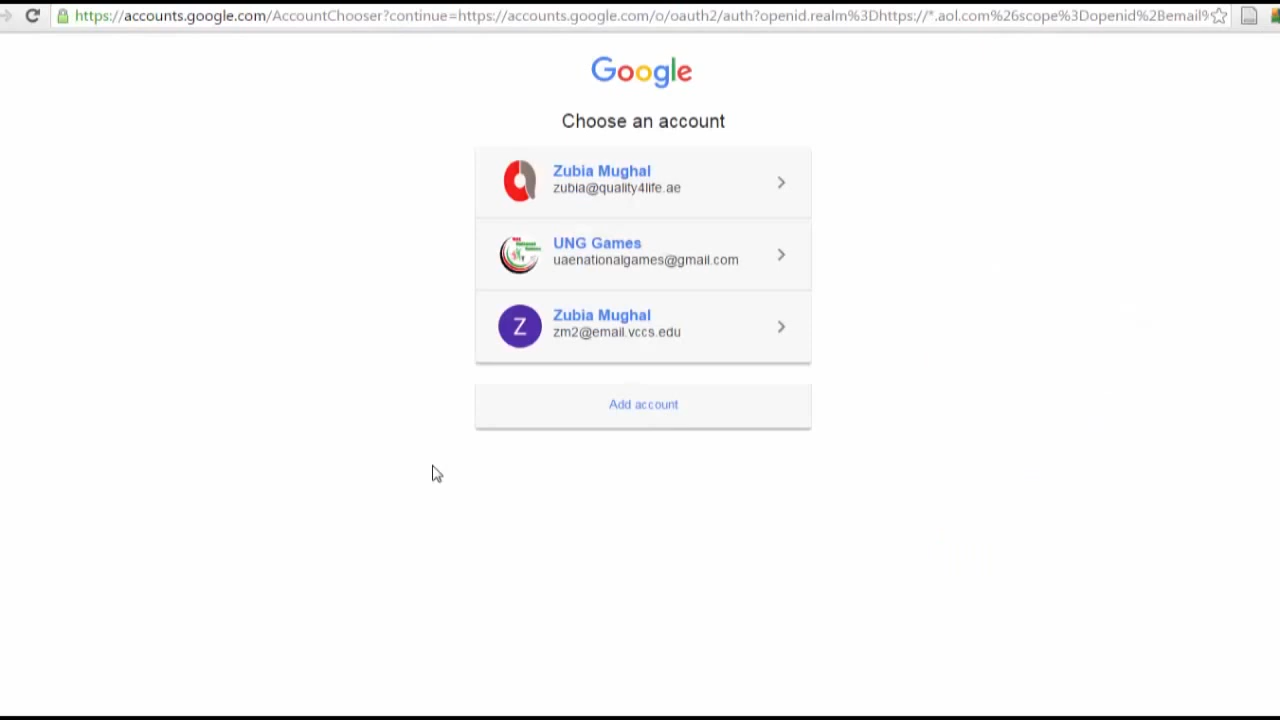 https://accounts.google.com/AccountChooser?continue=https://accounts.google.com/o/oauth2/auth?openid.realm%3Dhttps://*.aol.com%26scope%3Dopenid%2Bemail%
Google
Choose an account
Zubia Mughal
zubia@quality4life.ae
UNG Games
uaenationalgames@gmail.com
Z
Zubia Mughal
zm2@email.vccs.edu
Add account